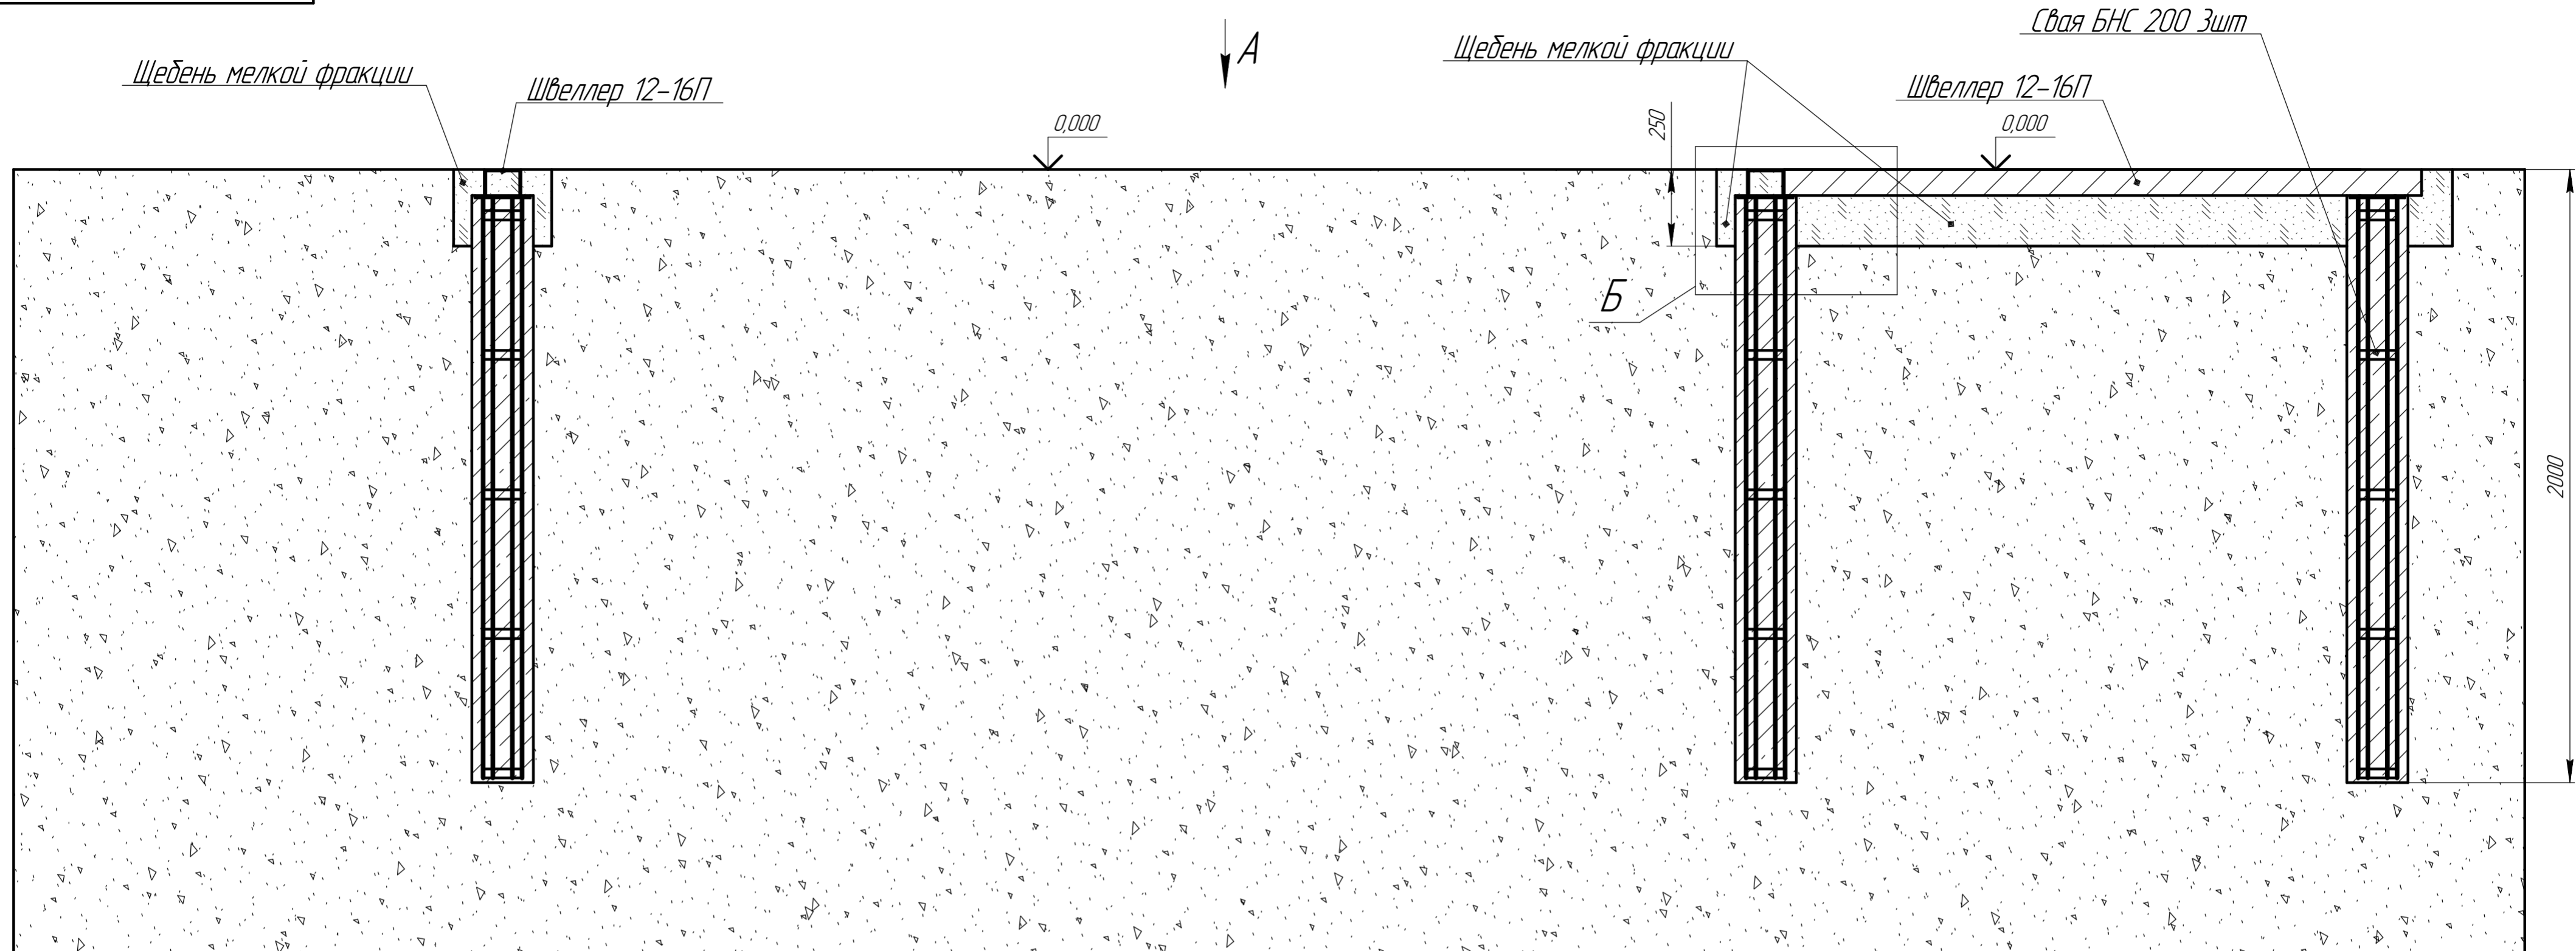 Свая БНС 200 3шт
А
Щебень мелкой фракции
Щебень мелкой фракции
Швеллер 12-16П
Швеллер 12-16П
0,000
250
0,000
Б
2000